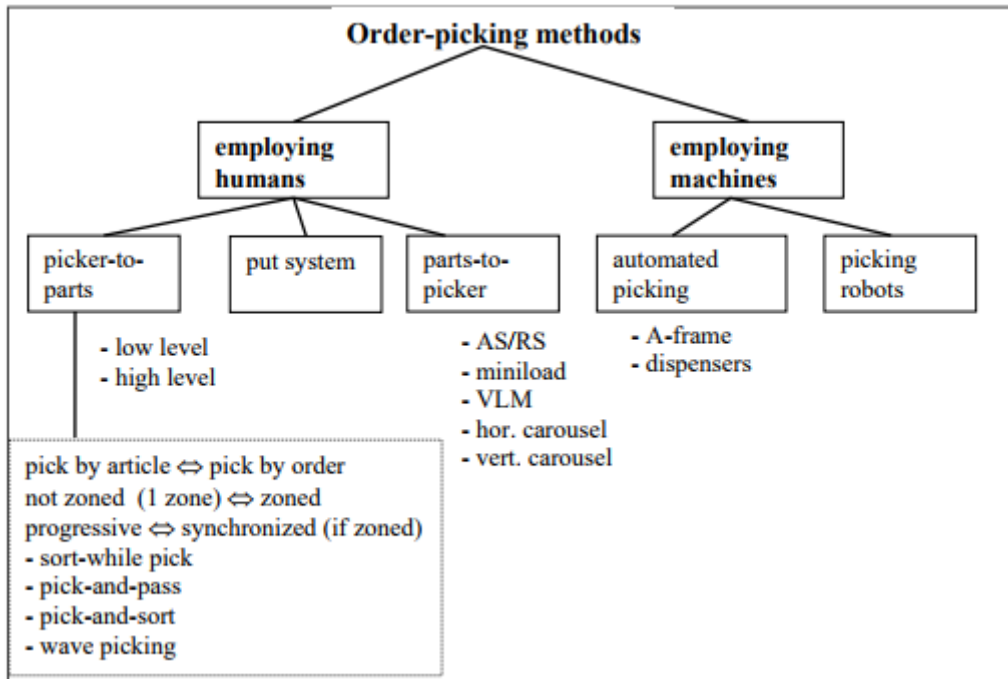 Order-picking methods
employing
humans
employing
machines
picker-to-
parts
put system
parts-to-
picker
automated
picking
picking
robots
- low level
- high level
- AS/RS
- miniload
- VLM
- hor. carousel
- vert. carousel
- A-frame
- dispensers
pick by article ⇔ pick by order
not zoned (1 zone) ⇔ zoned
progressive ⇔ synchronized (if zoned)
- sort-while pick
- pick-and-pass
- pick-and-sort
- wave picking